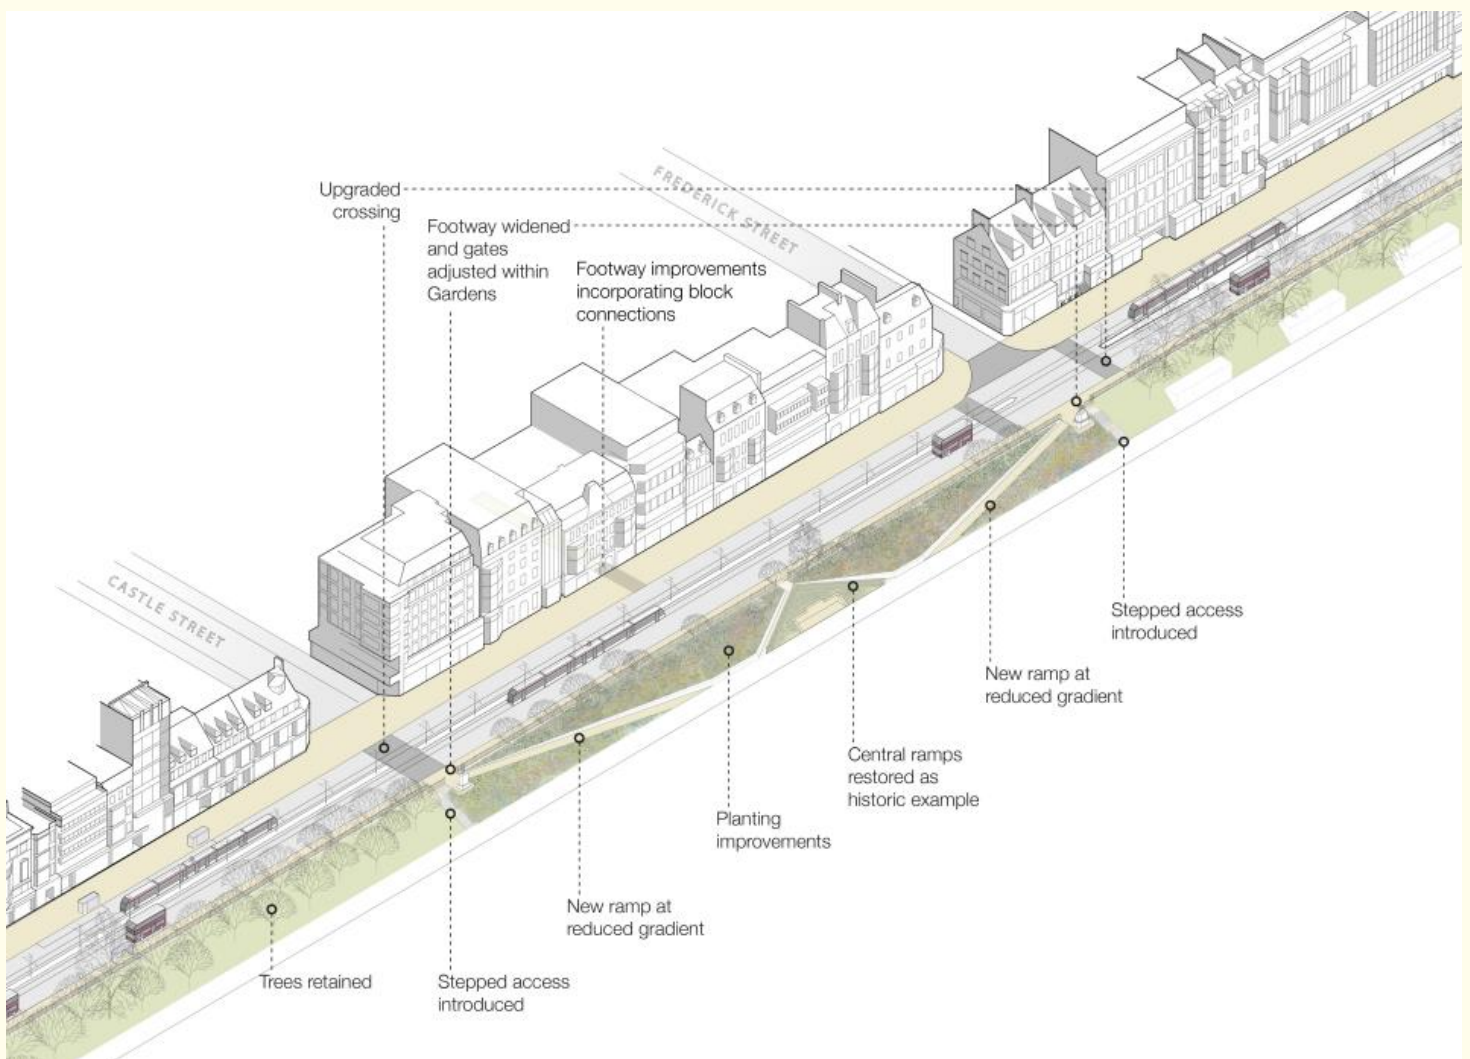 FREDERICK STREET
Upgraded
crossing
Footway widened
and gates
adjusted within
Gardens
Footway improvements
incorporating block
connections
CASTLE STREET
Stepped access
introduced
New ramp at
reduced gradient
Central ramps
restored as
historic example
Planting
improvements
New ramp at
reduced gradient
Trees retained
Stepped access
introduced